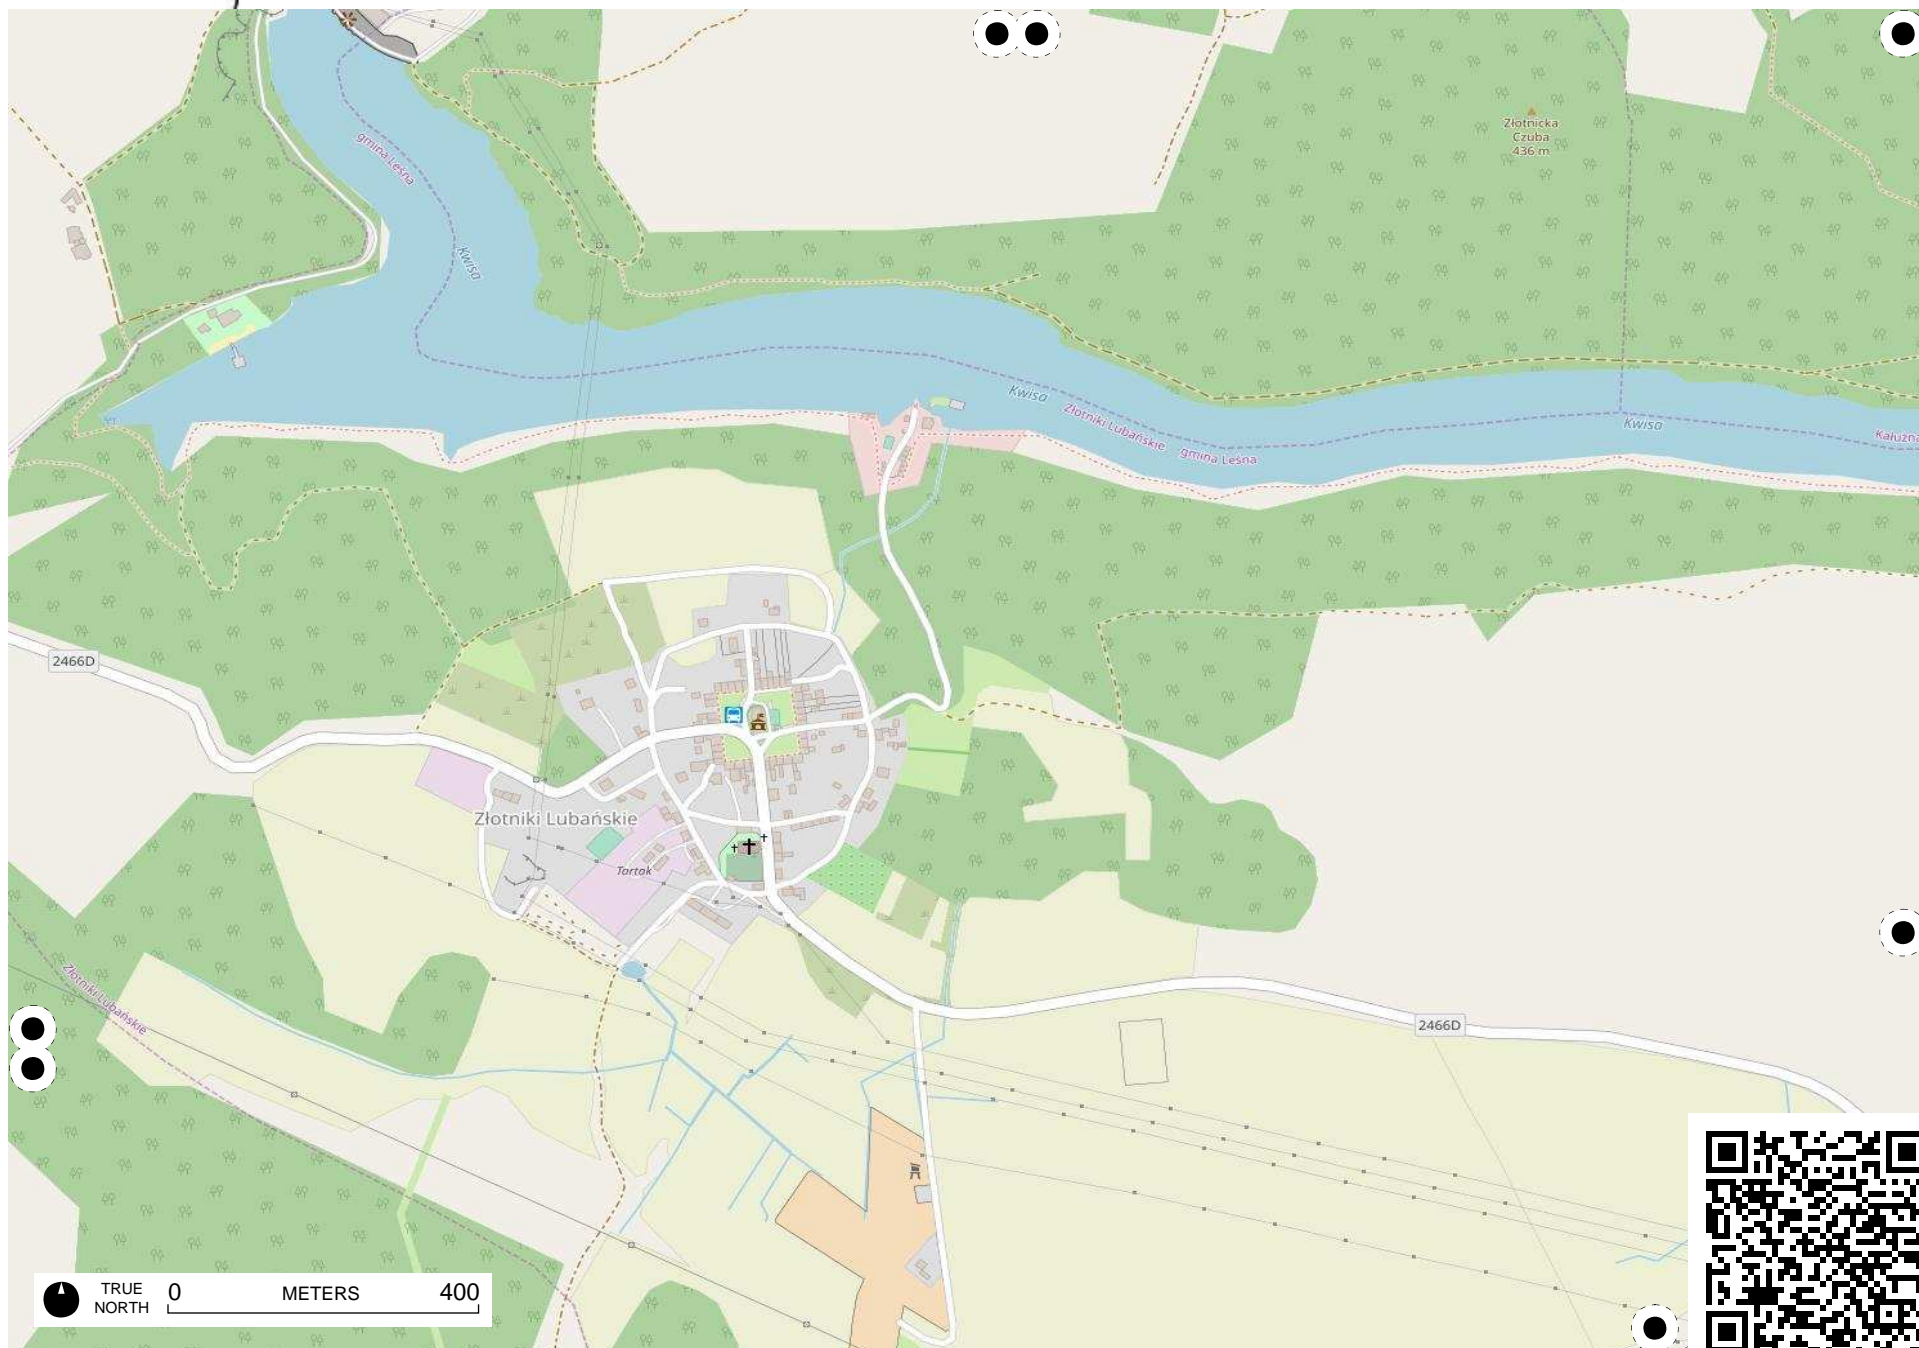 Złotnicka
Czuba
436 m
gmina Leśna
Kwisa
Kwisa
Złotniki Lubańskie
gmina Leśna
Kwisa
Kałużna
2466D
Złotniki Lubańskie
Tartak
Złotniki Lubańskie
2466D
TRUE
NORTH
0 METERS 400